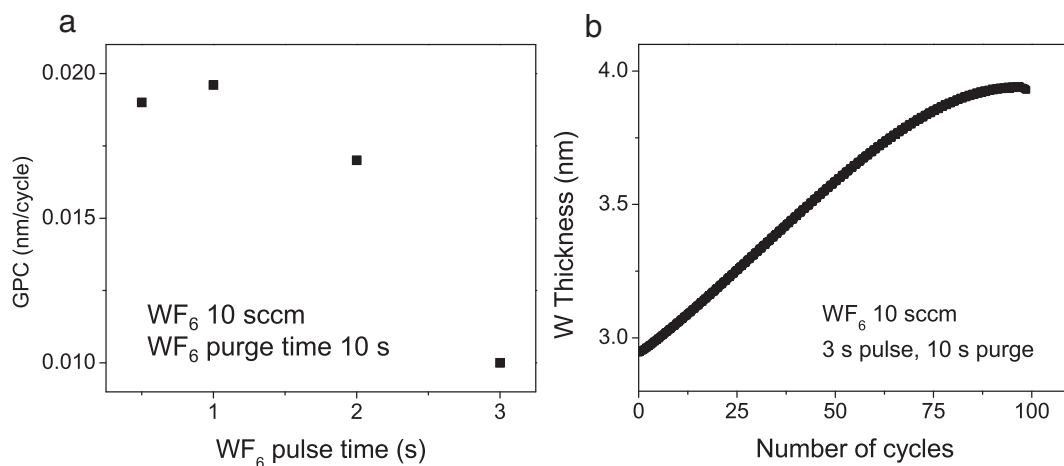 a
0.020
0.015
0.010
GPC (nm/cycle)
WF6 10 sccm
WF6 purge time 10 s
1
2
3
WF6 pulse time (s)
b
4.0
3.5
3.0
W Thickness (nm)
WF6 10 sccm
3 s pulse, 10 s purge
0
25
50
75
100
Number of cycles